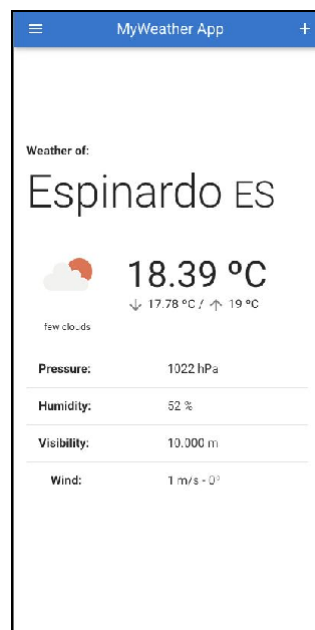 MyWeather App +
Weather of:
Espinardo ES
18.39 ºC
↓ 17.78 ºC / ↑ 19 ºC
few clouds
Pressure: 1022 hPa
Humidity: 52 %
Visibility: 10.000 m
Wind: 1 m/s - 0º